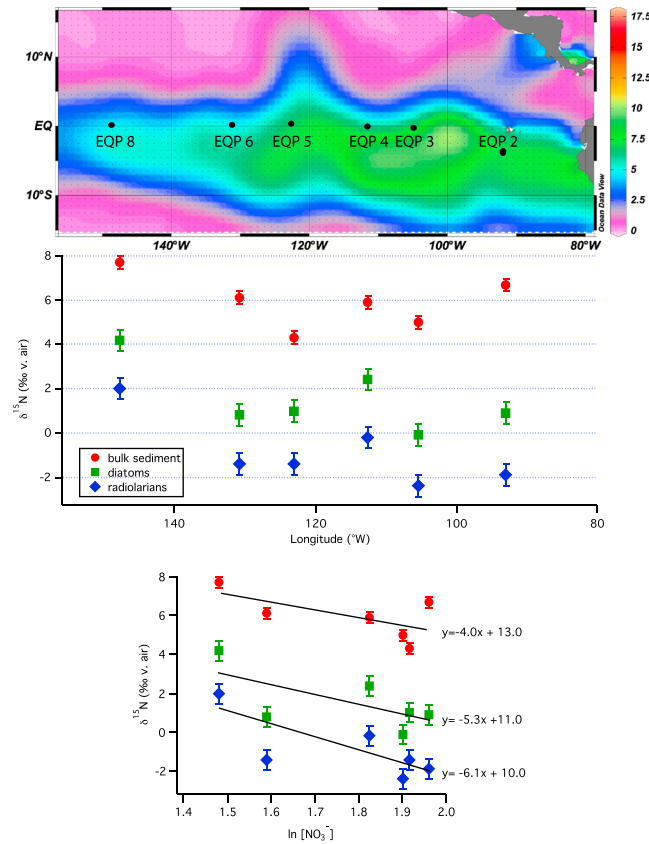 17.5
15
10°N
12.5
EQ
10
EQP 8
EQP 6
EQP 5
EQP 4
EQP 3
EQP 2
7.5
5
10°S
2.5
Ocean Data View
0
140°W
120°W
100°W
80°W
8
6
4
2
0
-2
δ15N (‰ v. air)
bulk sediment
diatoms
radiolarians
140
120
100
80
Longitude (°W)
8
6
4
2
0
-2
δ15N (‰ v. air)
y=-4.0x + 13.0
y= -5.3x +11.0
y= -6.1x + 10.0
1.4
1.5
1.6
1.7
1.8
1.9
2.0
ln [NO3-]